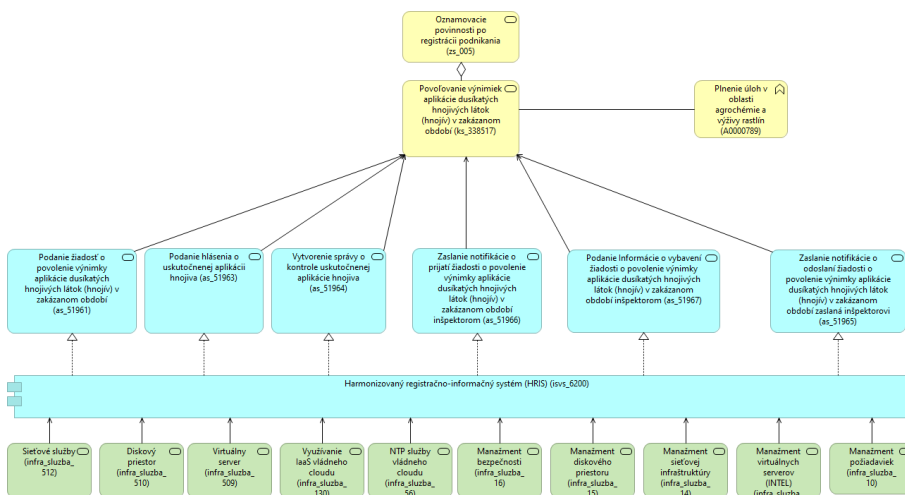 Oznamovacie
povinnosti po
registrácii podnikania
(zs_005)
Povoľovanie výnimiek
aplikácie dusíkatých
hnojivých látok
(hnojív) v zakázanom
období (ks_338517)
Plnenie úloh v
oblasti
agrochémie a
výživy rastlín
(A0000789)
Podanie žiadosť o
povolenie výnimky
aplikácie dusíkatých
hnojivých látok (hnojív) v
zakázanom období
(as_51961)
Podanie hlásenia o
uskutočnenej aplikácii
hnojiva (as_51963)
Vytvorenie správy o
kontrole uskutočnenej
aplikácie hnojiva
(as_51964)
Zaslanie notifikácie o
prijatí žiadosti o povolenie
výnimky aplikácie
dusíkatých hnojivých
látok (hnojív) v
zakázanom období
inšpektorom (as_51966)
Podanie Informácie o vybavení
žiadosti o povolenie výnimky
aplikácie dusíkatých hnojivých
látok (hnojív) v zakázanom
období inšpektorom (as_51967)
Zaslanie notifikácie o
odoslaní žiadosti o
povolenie výnimky aplikácie
dusíkatých hnojivých látok
(hnojív) v zakázanom
období zaslaná inšpektorovi
(as_51965)
Harmonizovaný registračno-informačný systém (HRIS) (isvs_6200)
Sieťové služby
(infra_sluzba_
512)
Diskový
priestor
(infra_sluzba_
510)
Virtuálny
server
(infra_sluzba_
509)
Využívanie
IaaS vládneho
cloudu
(infra_sluzba_
130)
NTP služby
vládneho
cloudu
(infra_sluzba_
56)
Manažment
bezpečnosti
(infra_sluzba_
16)
Manažment
diskového
priestoru
(infra_sluzba_
15)
Manažment
sieťovej
infraštruktúry
(infra_sluzba_
14)
Manažment
virtuálnych
serverov
(INTEL)
(infra_sluzba_
Manažment
požiadaviek
(infra_sluzba_
10)